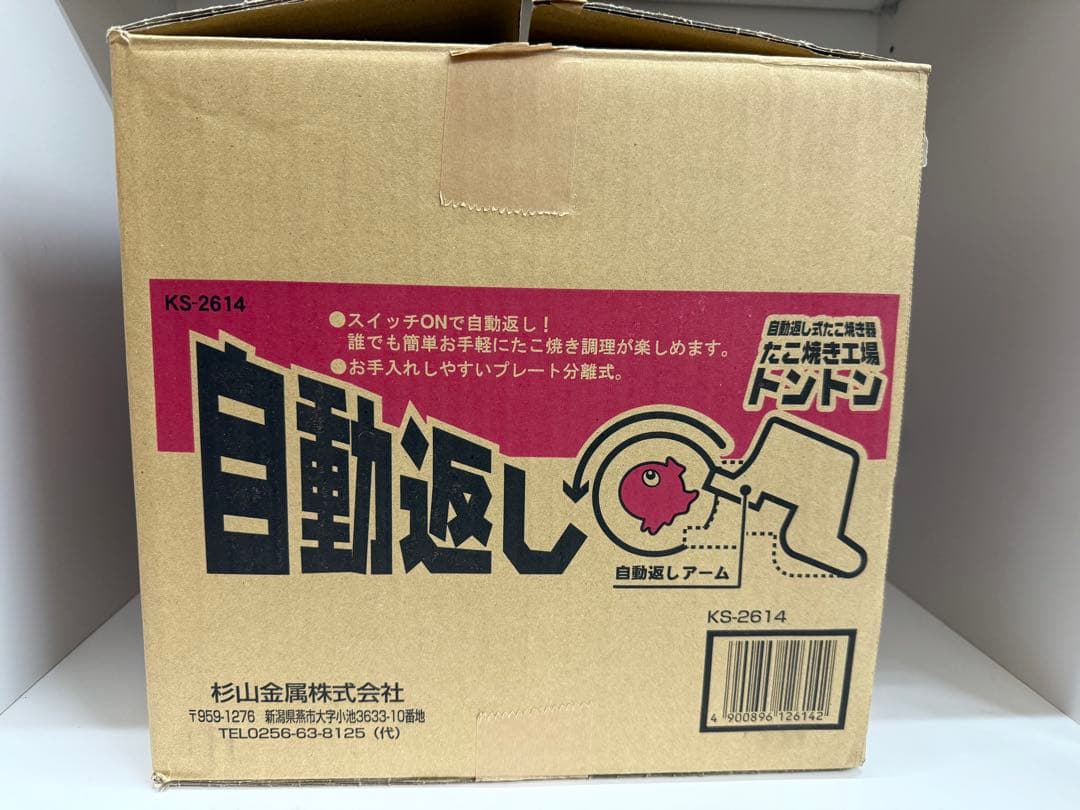 KS-2614
●スイッチONで自動返し！
誰でも簡単お手軽にたこ焼き調理が楽しめます。
●お手入れしやすいプレート分離式。
自動返し式たこ焼き器
たこ焼き工場
トントン
自動返し
自動返しアーム
KS-2614
4 900896 126142
杉山金属株式会社
〒959-1276 新潟県燕市大字小池3633-10番地
TEL0256-63-8125（代）